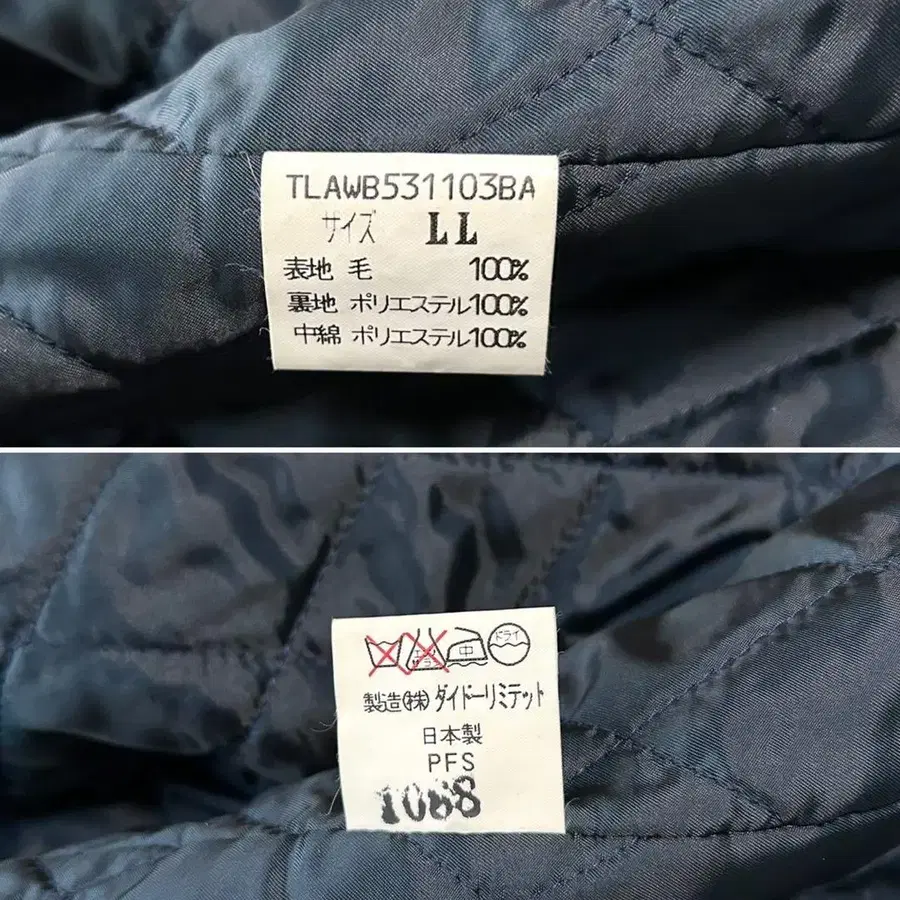 TLAWB531103BA
サイズ LL
表地 毛 100%
裏地 ポリエステル100%
中綿 ポリエステル100%
中 ドライ
製造(株)ダイドーリミテッド
日本製
PFS
1068